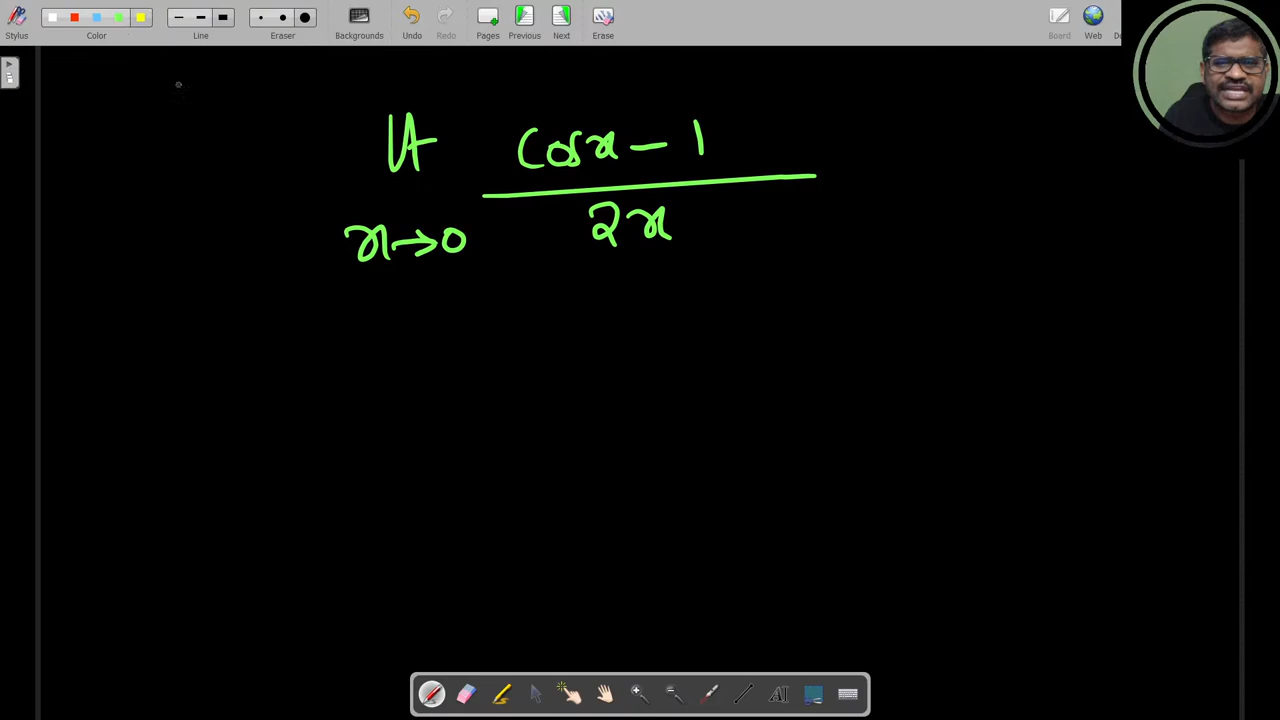 Stylus Color Line Eraser Backgrounds Undo Redo Pages Previous Next Erase Board Web
Lt cosx - 1
x→0 2x